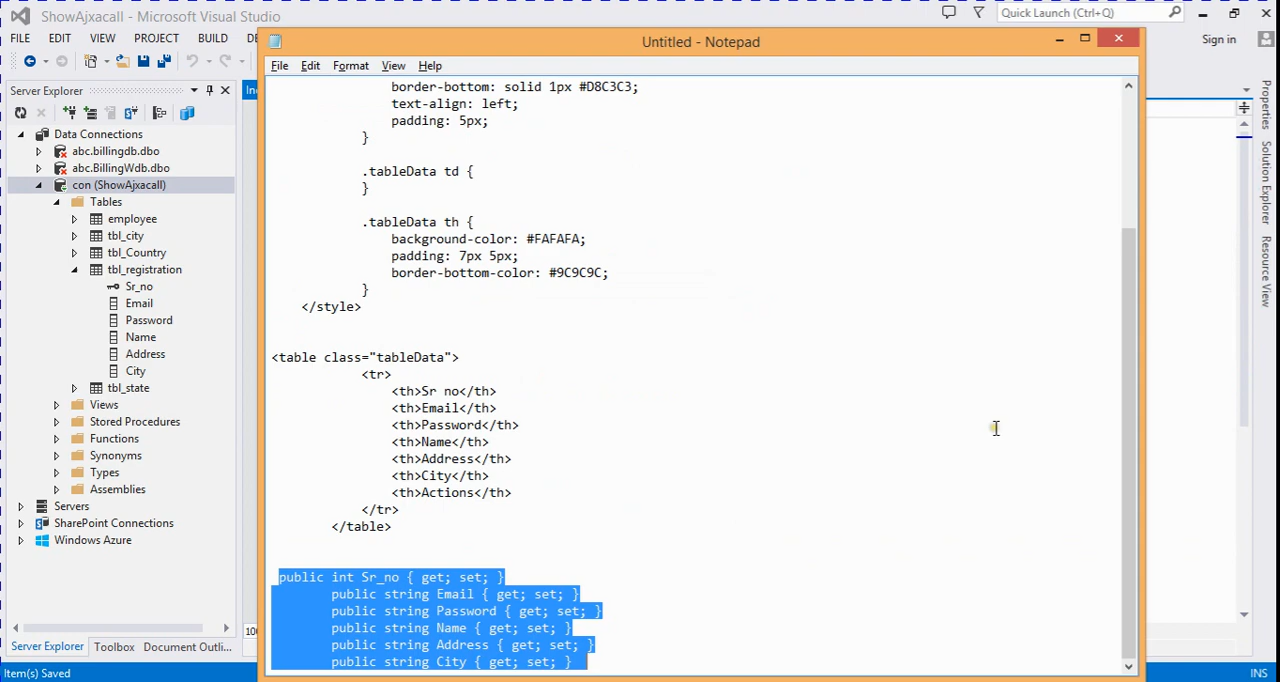 ShowAjxacall - Microsoft Visual Studio
Quick Launch (Ctrl+Q)
FILE EDIT VIEW PROJECT BUILD
Sign in
Untitled - Notepad
File Edit Format View Help
Server Explorer
Data Connections
abc.billingdb.dbo
abc.BillingWdb.dbo
con (ShowAjxacall)
Tables
employee
tbl_city
tbl_Country
tbl_registration
Sr_no
Email
Password
Name
Address
City
tbl_state
Views
Stored Procedures
Functions
Synonyms
Types
Assemblies
Servers
SharePoint Connections
Windows Azure
Server Explorer Toolbox Document Outli...
Item(s) Saved
border-bottom: solid 1px #D8C3C3;
text-align: left;
padding: 5px;
}
.tableData td {
}
.tableData th {
background-color: #FAFAFA;
padding: 7px 5px;
border-bottom-color: #9C9C9C;
}
</style>
<table class="tableData">
<tr>
<th>Sr no</th>
<th>Email</th>
<th>Password</th>
<th>Name</th>
<th>Address</th>
<th>City</th>
<th>Actions</th>
</tr>
</table>
public int Sr_no { get; set; }
public string Email { get; set; }
public string Password { get; set; }
public string Name { get; set; }
public string Address { get; set; }
public string City { get; set; }
Properties
Solution Explorer
Resource View
INS